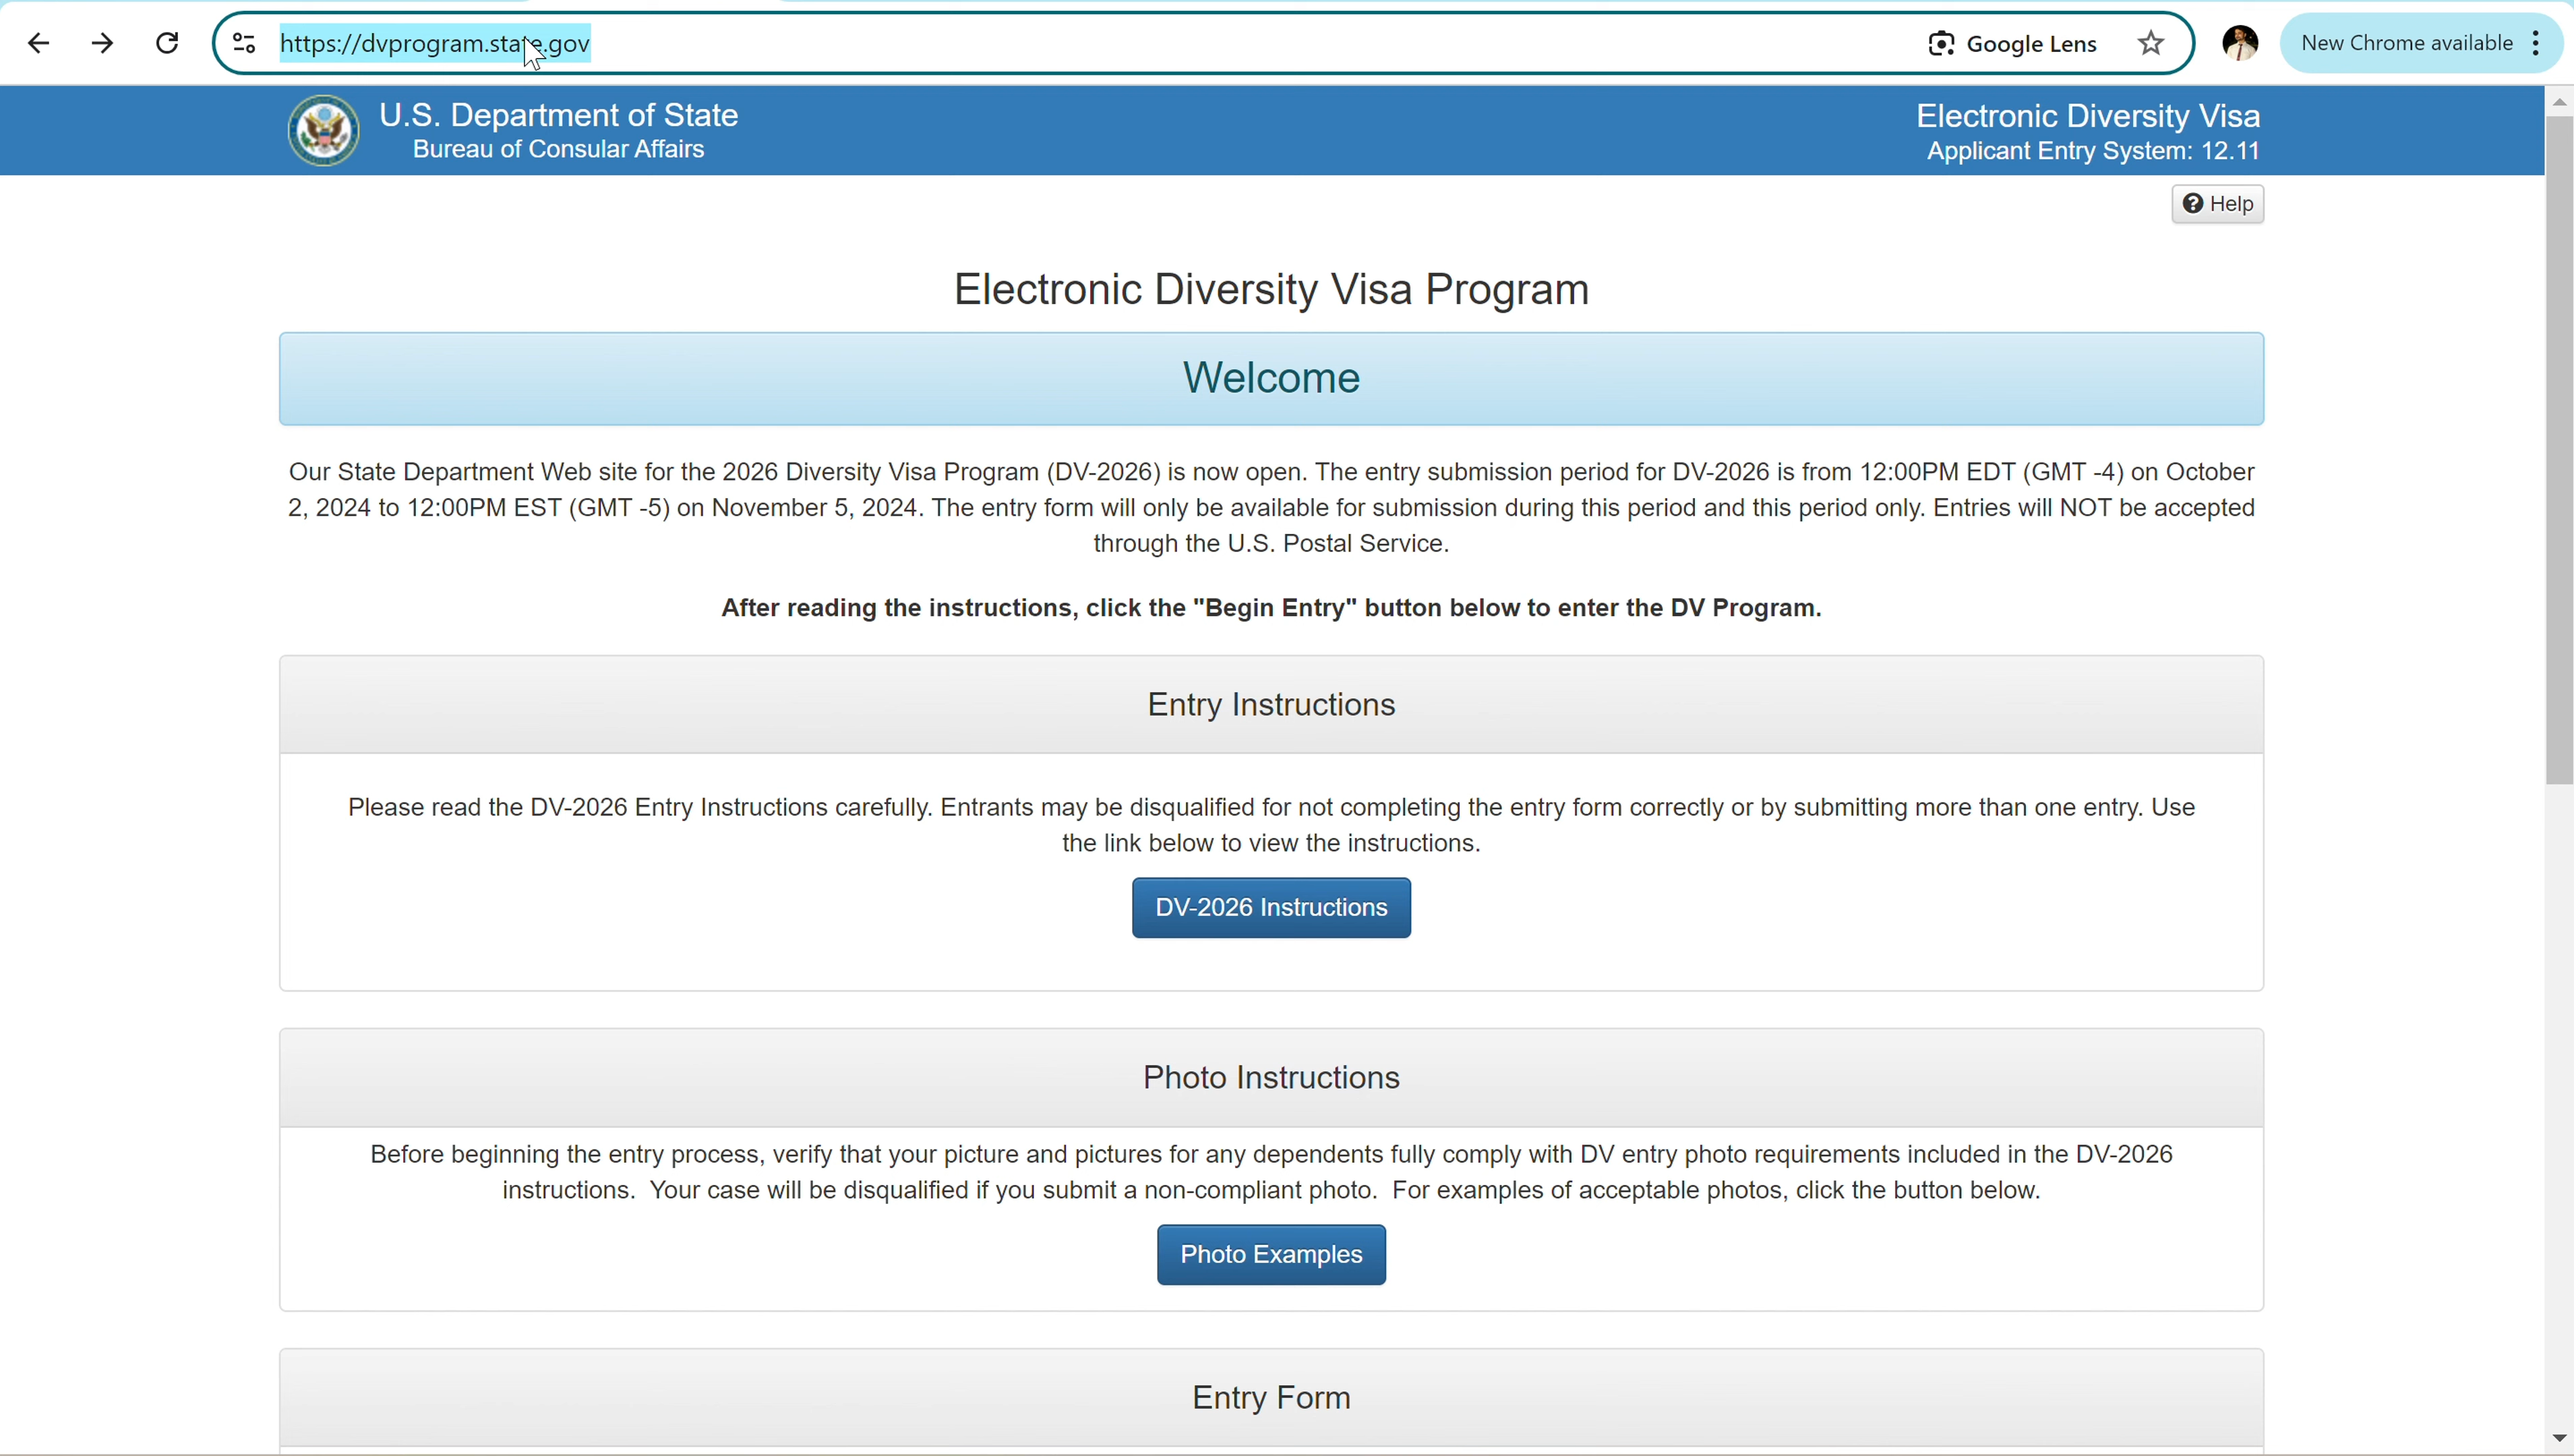 https://dvprogram.state.gov
Google Lens
New Chrome available
U.S. Department of State
Bureau of Consular Affairs
Electronic Diversity Visa
Applicant Entry System: 12.11
Help
Electronic Diversity Visa Program
Welcome
Our State Department Web site for the 2026 Diversity Visa Program (DV-2026) is now open. The entry submission period for DV-2026 is from 12:00PM EDT (GMT -4) on October
2, 2024 to 12:00PM EST (GMT -5) on November 5, 2024. The entry form will only be available for submission during this period and this period only. Entries will NOT be accepted
through the U.S. Postal Service.
After reading the instructions, click the "Begin Entry" button below to enter the DV Program.
Entry Instructions
Please read the DV-2026 Entry Instructions carefully. Entrants may be disqualified for not completing the entry form correctly or by submitting more than one entry. Use
the link below to view the instructions.
DV-2026 Instructions
Photo Instructions
Before beginning the entry process, verify that your picture and pictures for any dependents fully comply with DV entry photo requirements included in the DV-2026
instructions. Your case will be disqualified if you submit a non-compliant photo. For examples of acceptable photos, click the button below.
Photo Examples
Entry Form